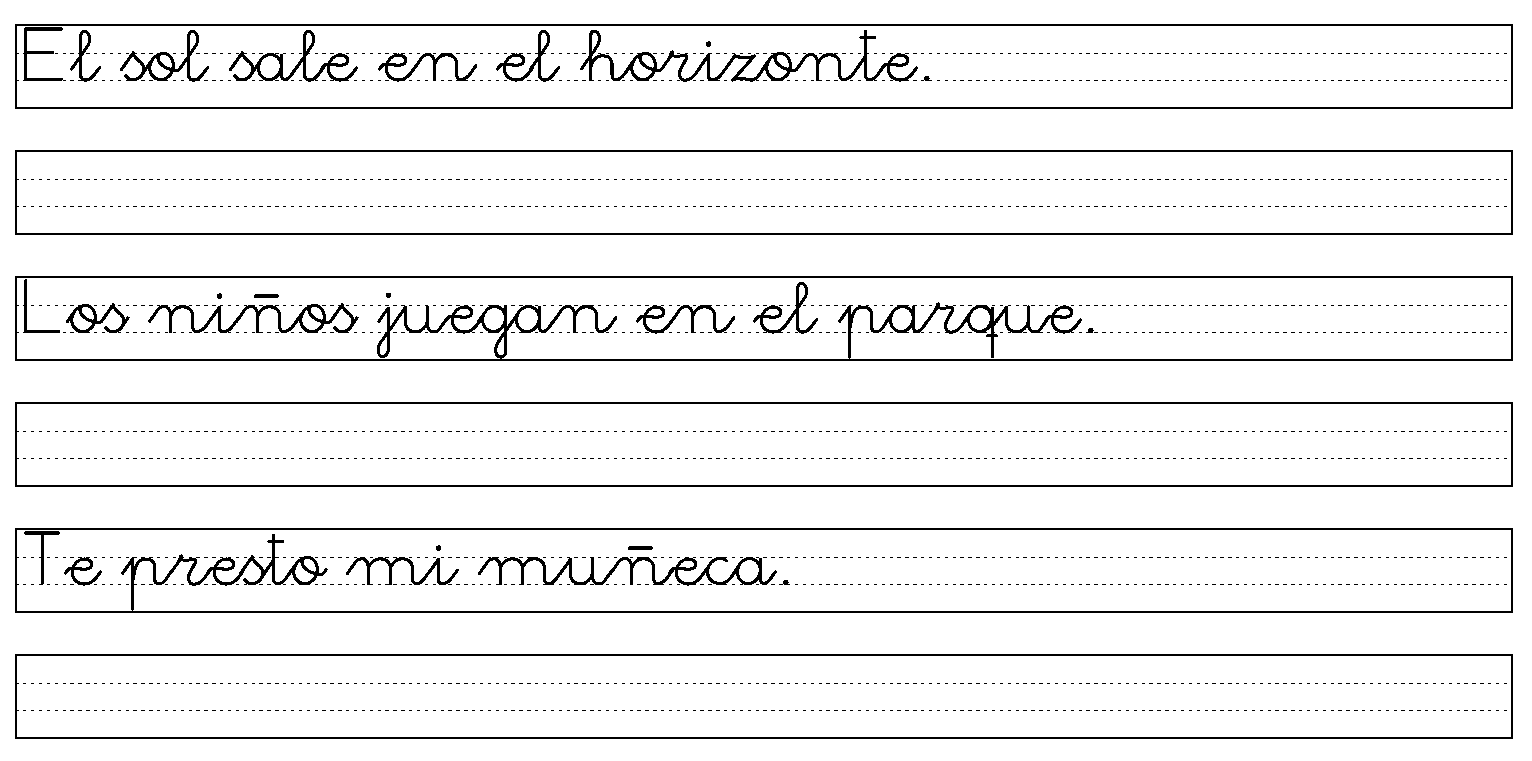 El sol sale en el horizonte.
Los niños juegan en el parque.
Te presto mi muñeca.